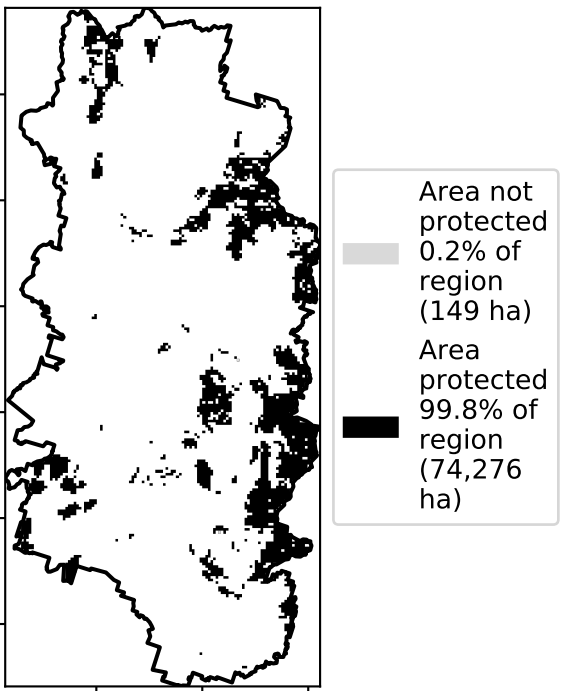 Area not
protected
0.2% of
region
(149 ha)
Area
protected
99.8% of
region
(74,276
ha)